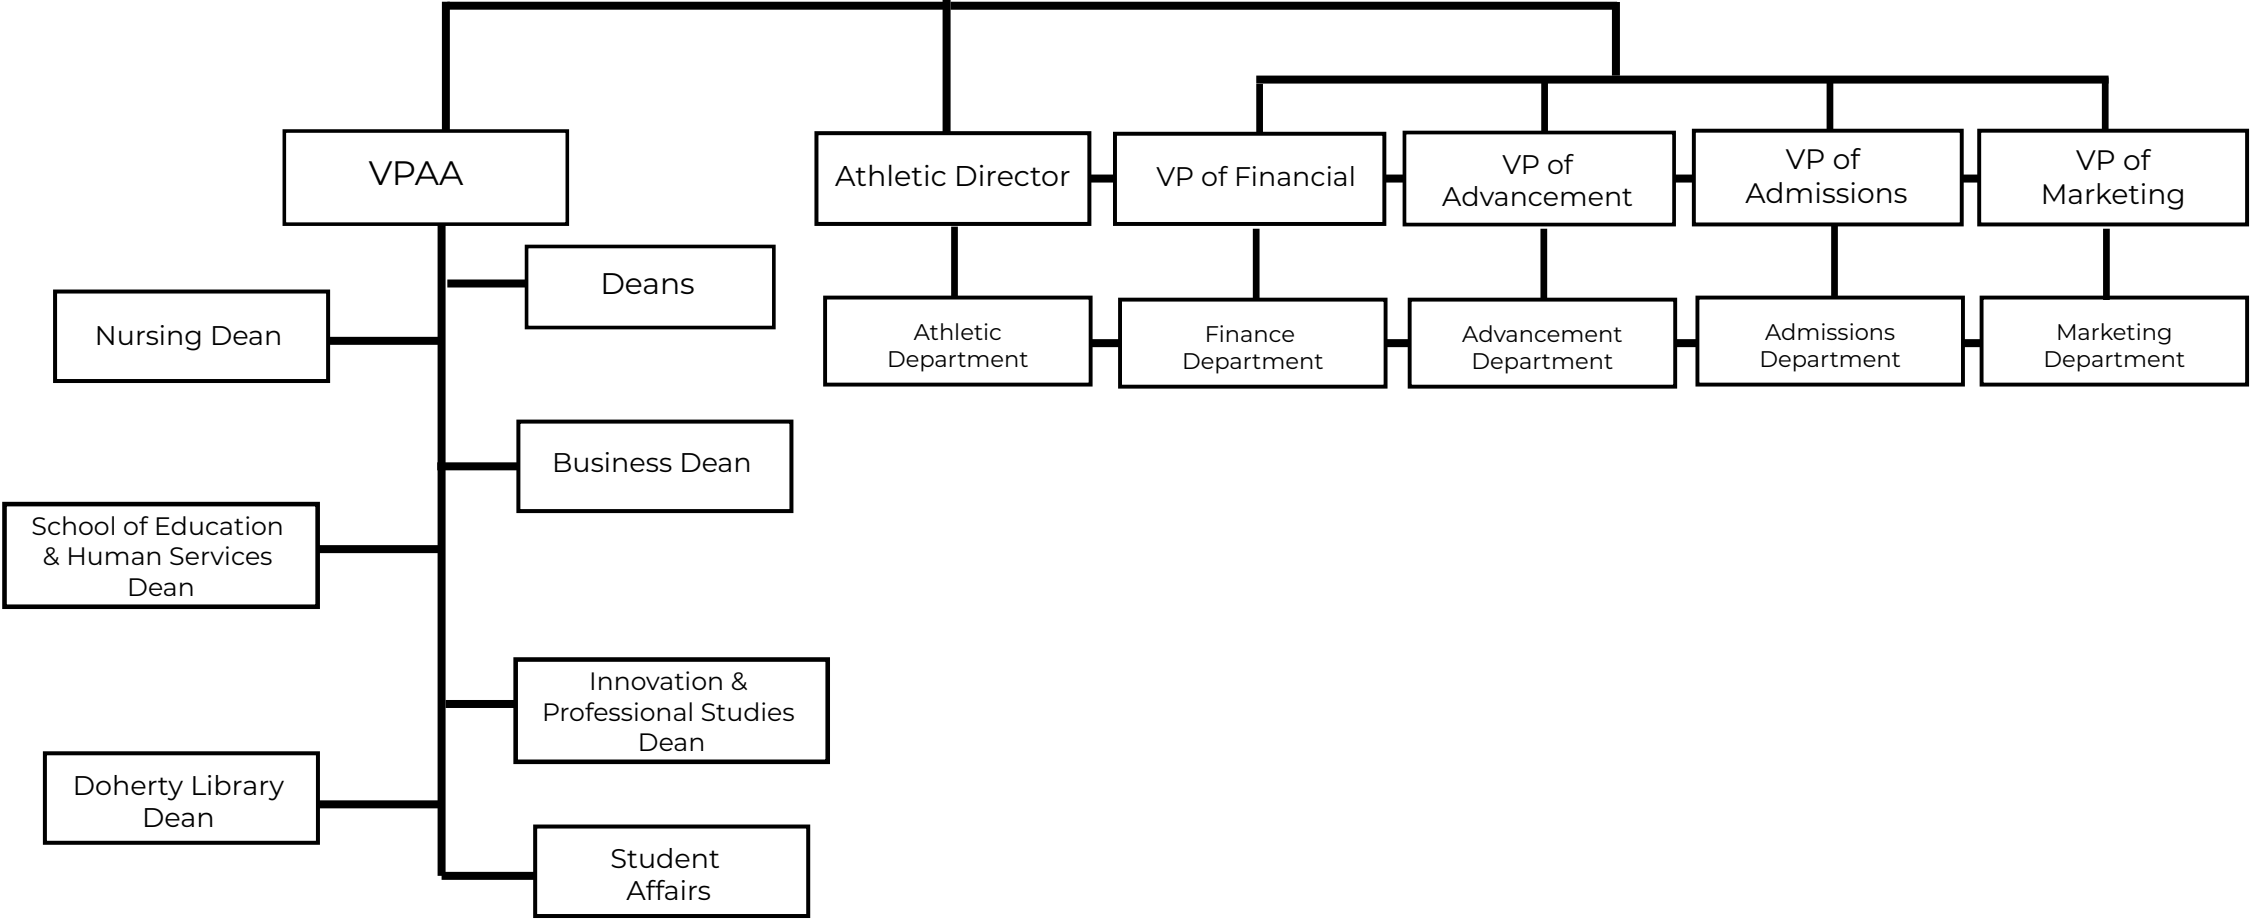 VPAA
Athletic Director
VP of Financial
VP of
Advancement
VP of
Admissions
VP of
Marketing
Deans
Nursing Dean
Athletic
Department
Finance
Department
Advancement
Department
Admissions
Department
Marketing
Department
Business Dean
School of Education
& Human Services
Dean
Innovation &
Professional Studies
Dean
Doherty Library
Dean
Student
Affairs